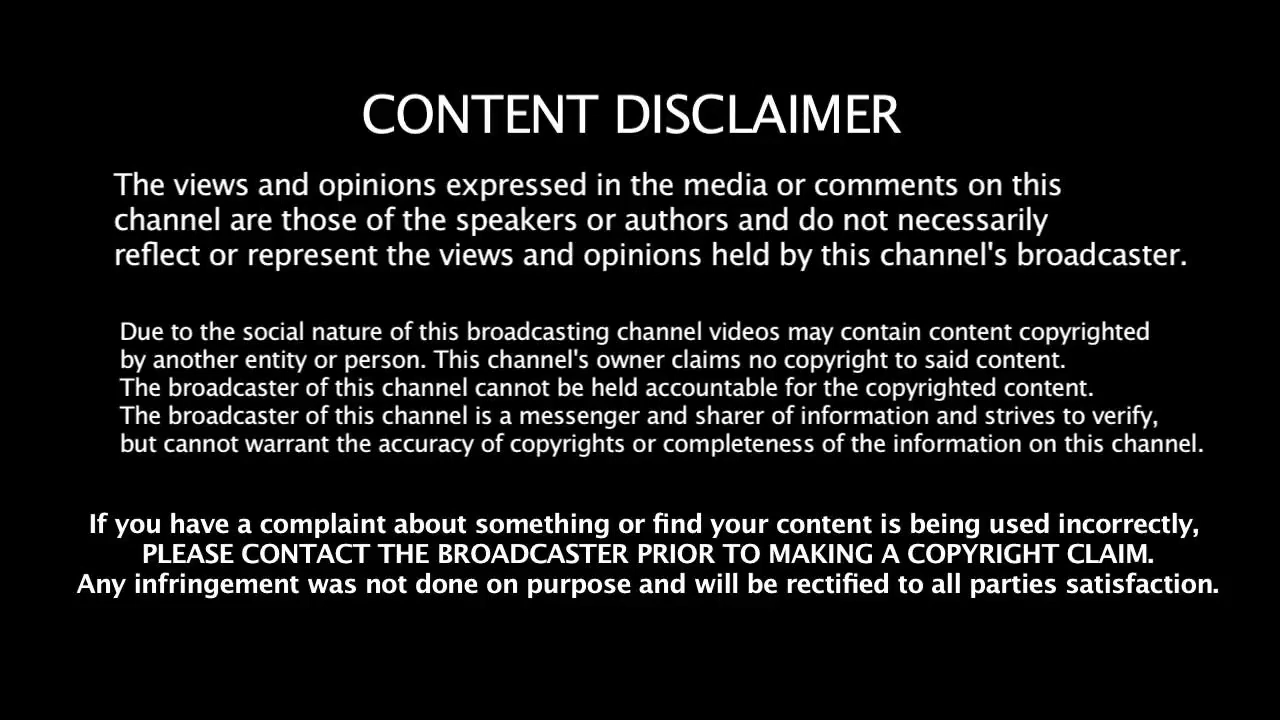 CONTENT DISCLAIMER
The views and opinions expressed in the media or comments on this
channel are those of the speakers or authors and do not necessarily
reflect or represent the views and opinions held by this channel's broadcaster.
Due to the social nature of this broadcasting channel videos may contain content copyrighted
by another entity or person. This channel's owner claims no copyright to said content.
The broadcaster of this channel cannot be held accountable for the copyrighted content.
The broadcaster of this channel is a messenger and sharer of information and strives to verify,
but cannot warrant the accuracy of copyrights or completeness of the information on this channel.
If you have a complaint about something or find your content is being used incorrectly,
PLEASE CONTACT THE BROADCASTER PRIOR TO MAKING A COPYRIGHT CLAIM.
Any infringement was not done on purpose and will be rectified to all parties satisfaction.